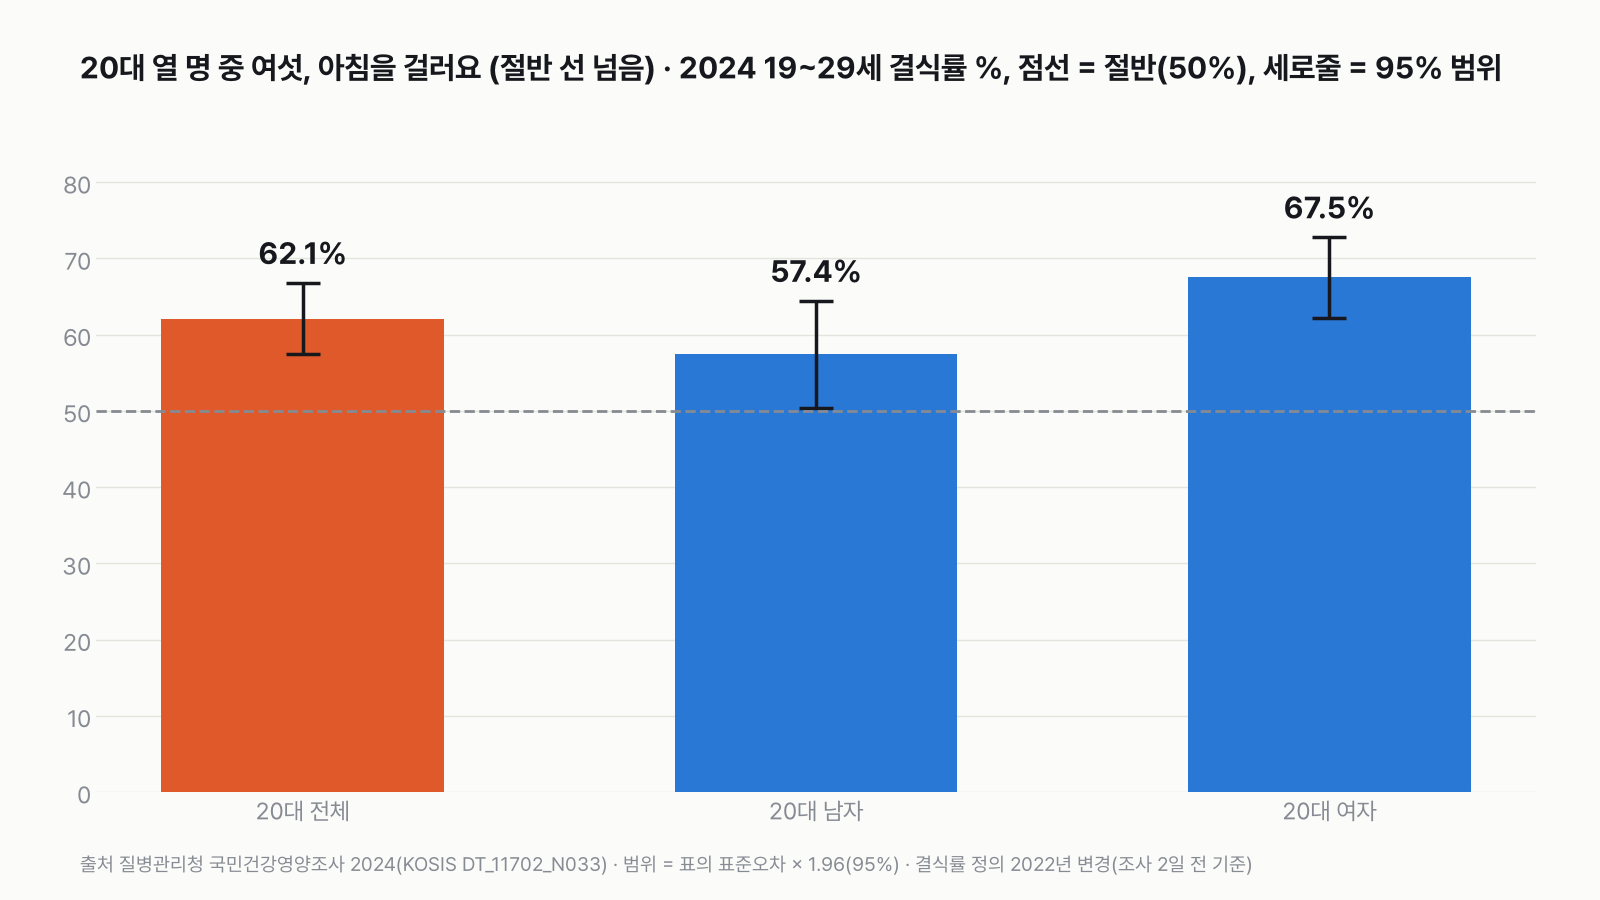 20대 열 명 중 여섯, 아침을 걸러요 (절반 선 넘음) · 2024 19~29세 결식률 %, 점선 = 절반(50%), 세로줄 = 95% 범위
80
70
60
50
40
30
20
10
0
62.1%
57.4%
67.5%
20대 전체
20대 남자
20대 여자
출처 질병관리청 국민건강영양조사 2024(KOSIS DT_11702_N033) · 범위 = 표의 표준오차 × 1.96(95%) · 결식률 정의 2022년 변경(조사 2일 전 기준)